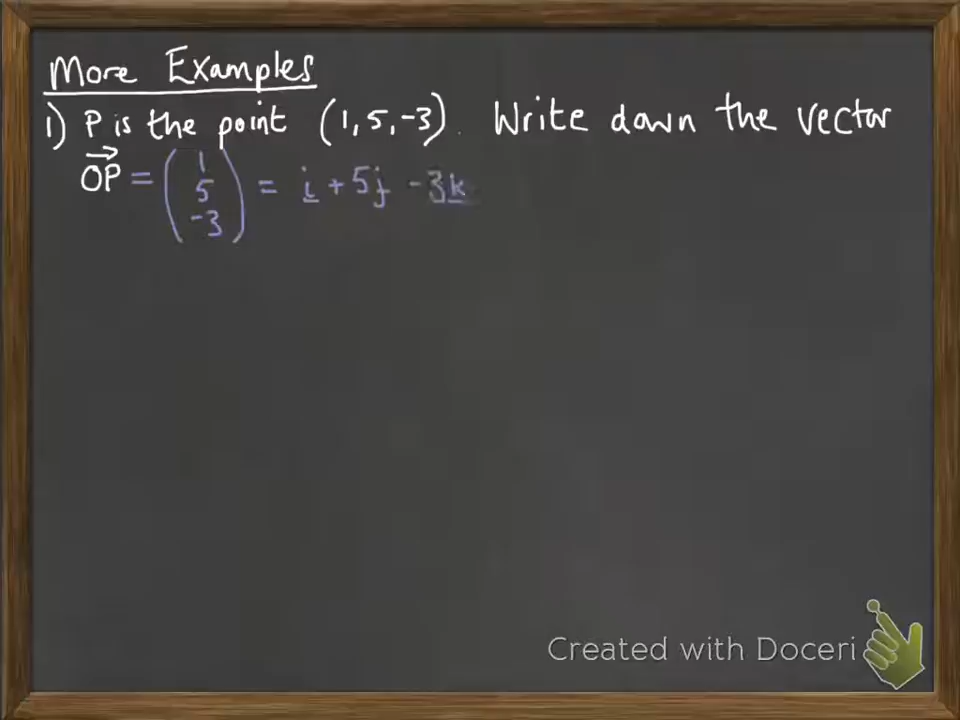 More Examples
1) P is the point (1, 5, -3). Write down the vector
→
OP = (1 5 -3) = i + 5j - 3k
Created with Doceri